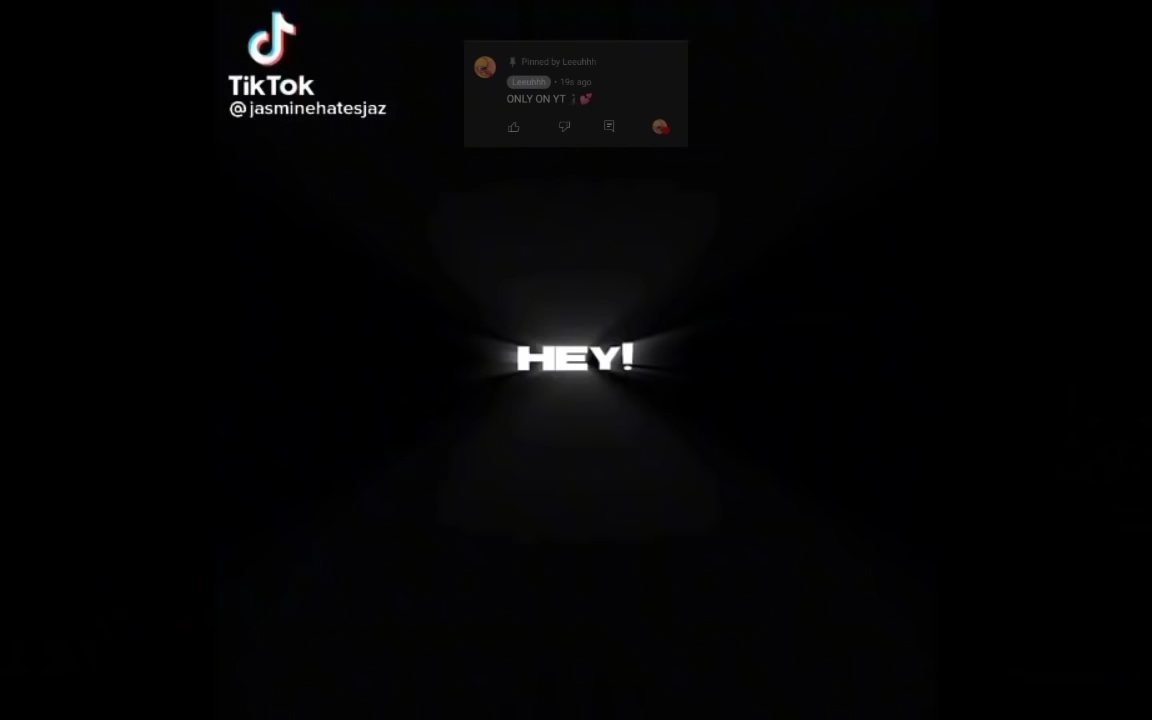 TikTok
@jasminehatesjaz
Pinned by Leeuhhh
Leeuhhh • 19s ago
ONLY ON YT 🚶🏻💕
HEY!